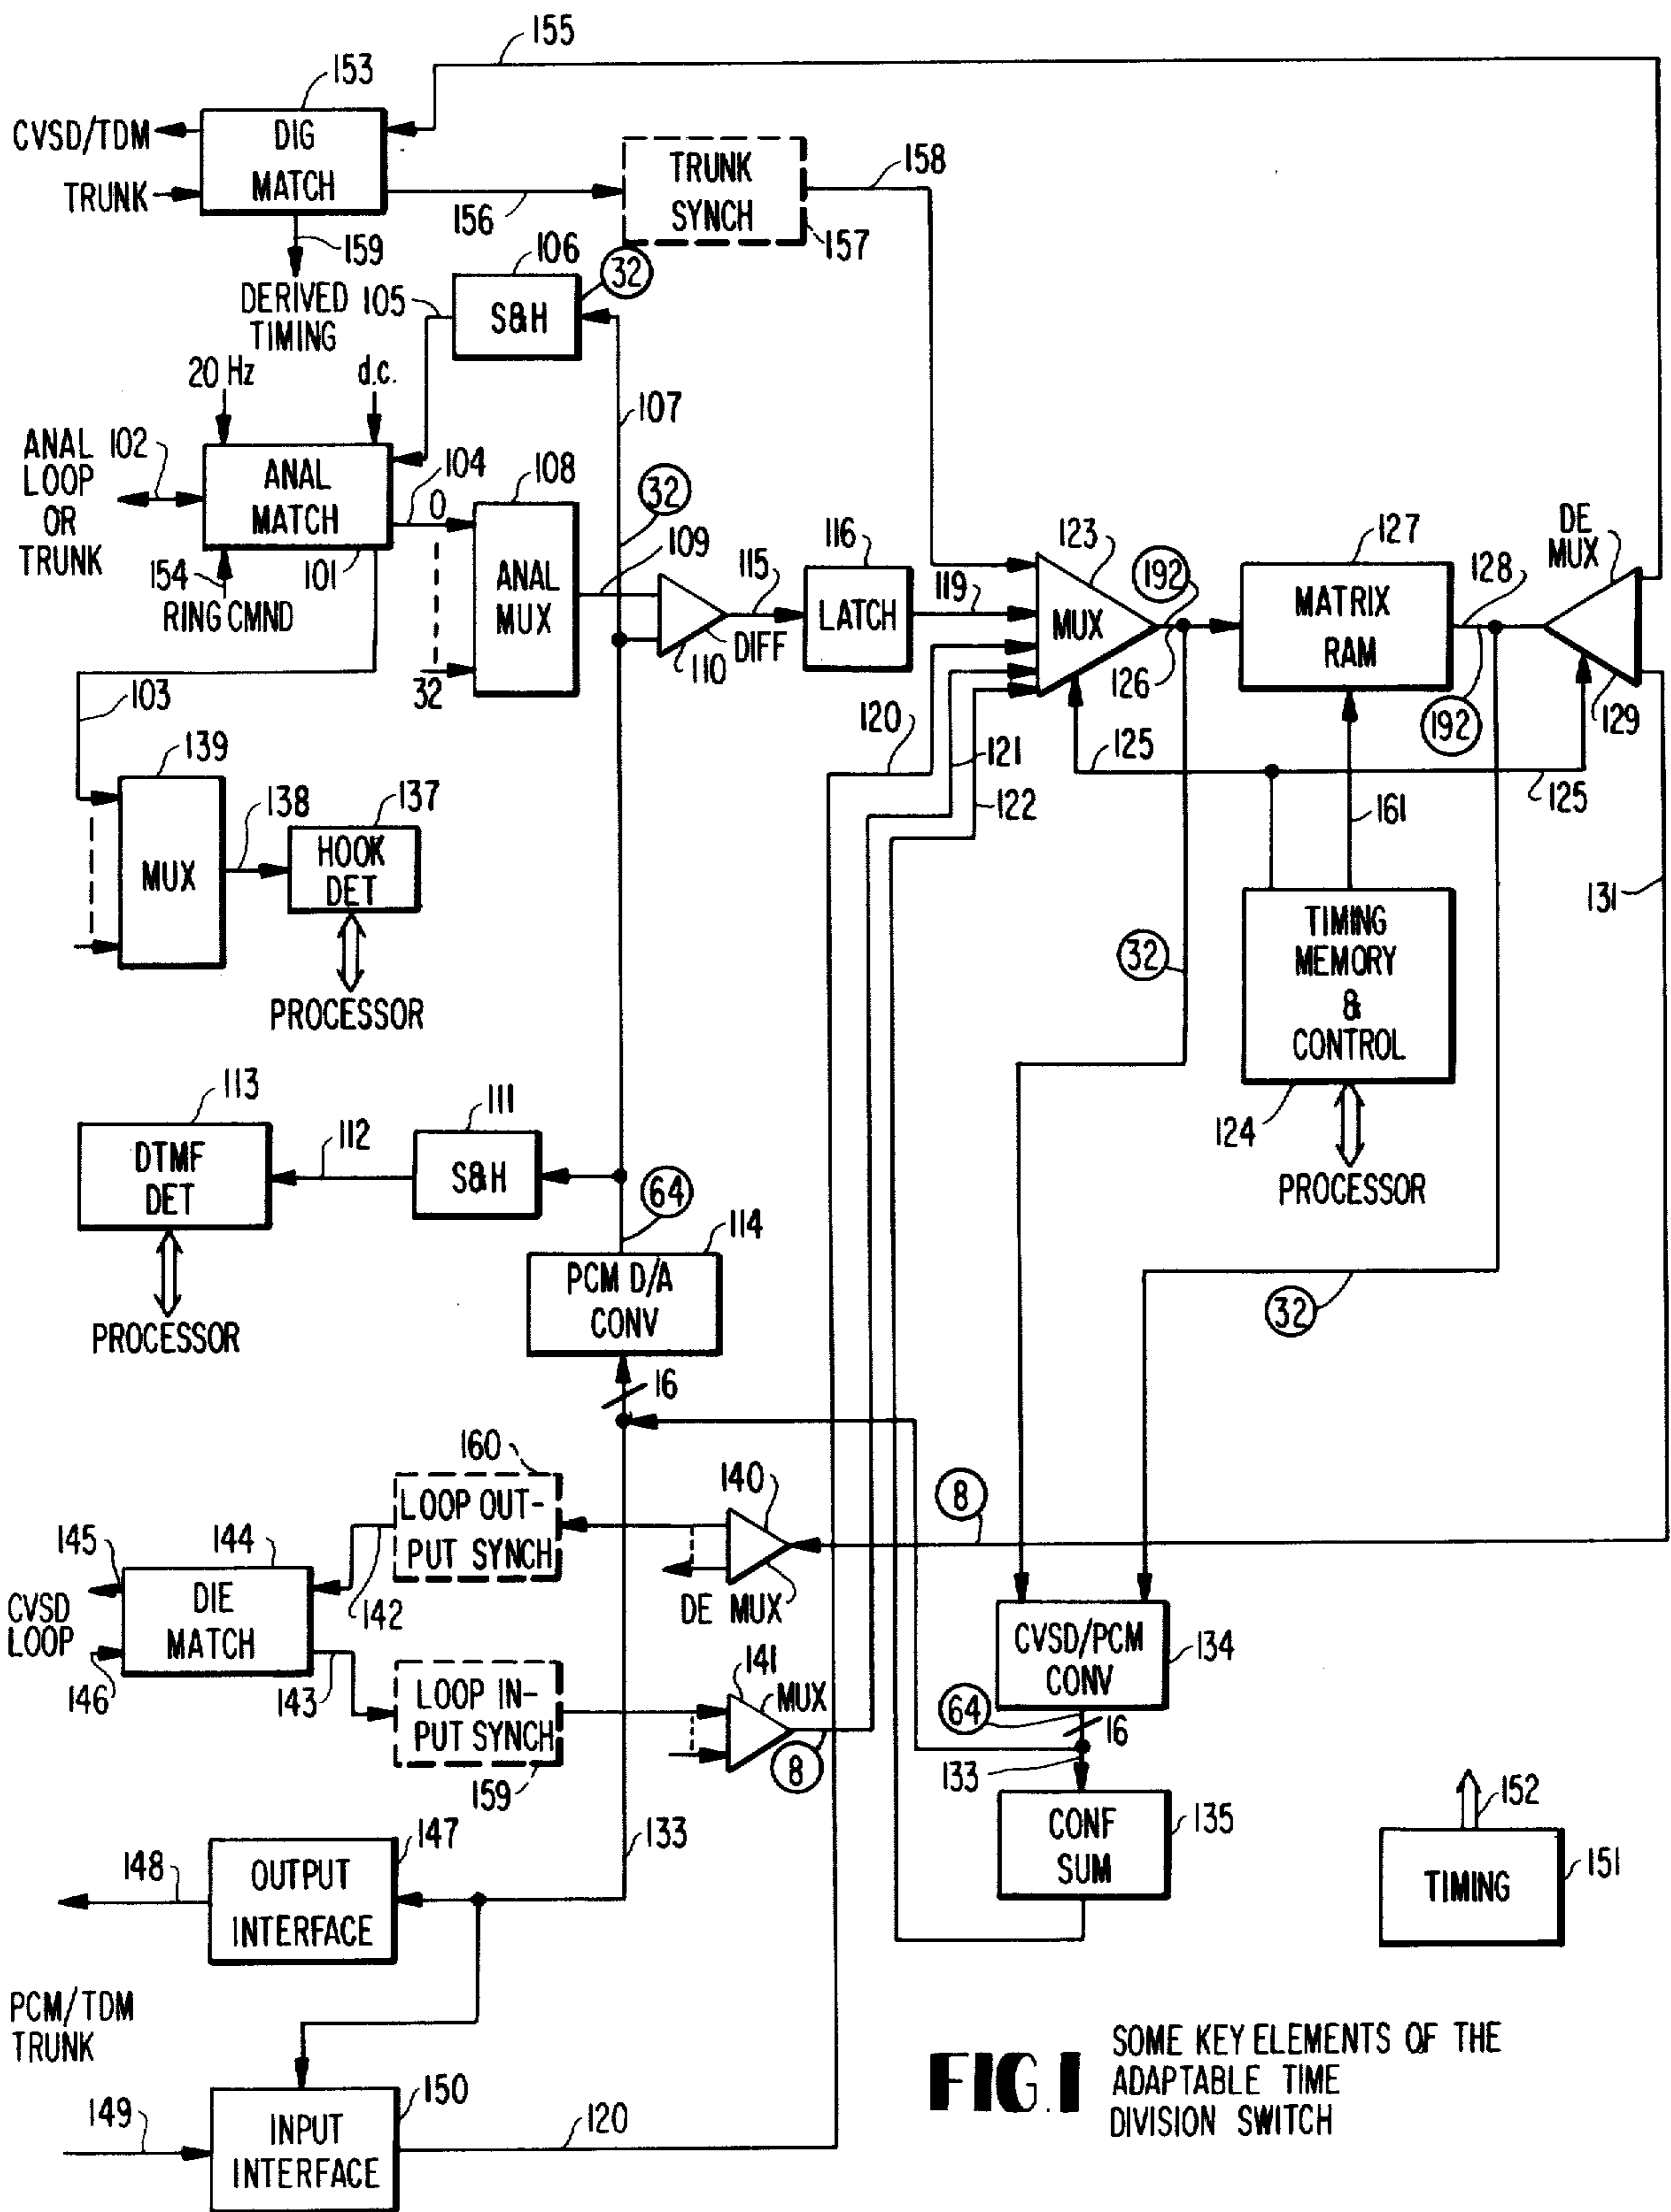 155
153
CVSD/TDM
DIG
MATCH
TRUNK
TRUNK
SYNCH
158
156
157
159
106
32
DERIVED
TIMING
105
S&H
20 Hz
d.c.
107
ANAL
LOOP
OR
TRUNK
102
ANAL
MATCH
104
0
108
32
109
154
RING CMND
101
ANAL
MUX
32
110
DIFF
115
116
LATCH
119
123
MUX
192
126
127
MATRIX
RAM
128
DE
MUX
192
129
103
120
121
122
125
125
161
131
139
MUX
138
137
HOOK
DET
PROCESSOR
32
TIMING
MEMORY
&
CONTROL
124
PROCESSOR
113
DTMF
DET
112
111
S&H
64
114
PCM D/A
CONV
PROCESSOR
32
16
160
LOOP OUT-
PUT SYNCH
140
8
DE MUX
145
144
CVSD
LOOP
DIE
MATCH
142
146
143
LOOP IN-
PUT SYNCH
159
141
MUX
8
CVSD/PCM
CONV
134
64
16
133
CONF
SUM
135
152
TIMING
151
133
148
147
OUTPUT
INTERFACE
PCM/TDM
TRUNK
149
150
INPUT
INTERFACE
120
FIG.1
SOME KEY ELEMENTS OF THE
ADAPTABLE TIME
DIVISION SWITCH